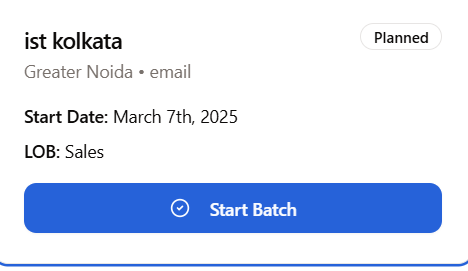 ist kolkata
Planned
Greater Noida • email
Start Date: March 7th, 2025
LOB: Sales
Start Batch